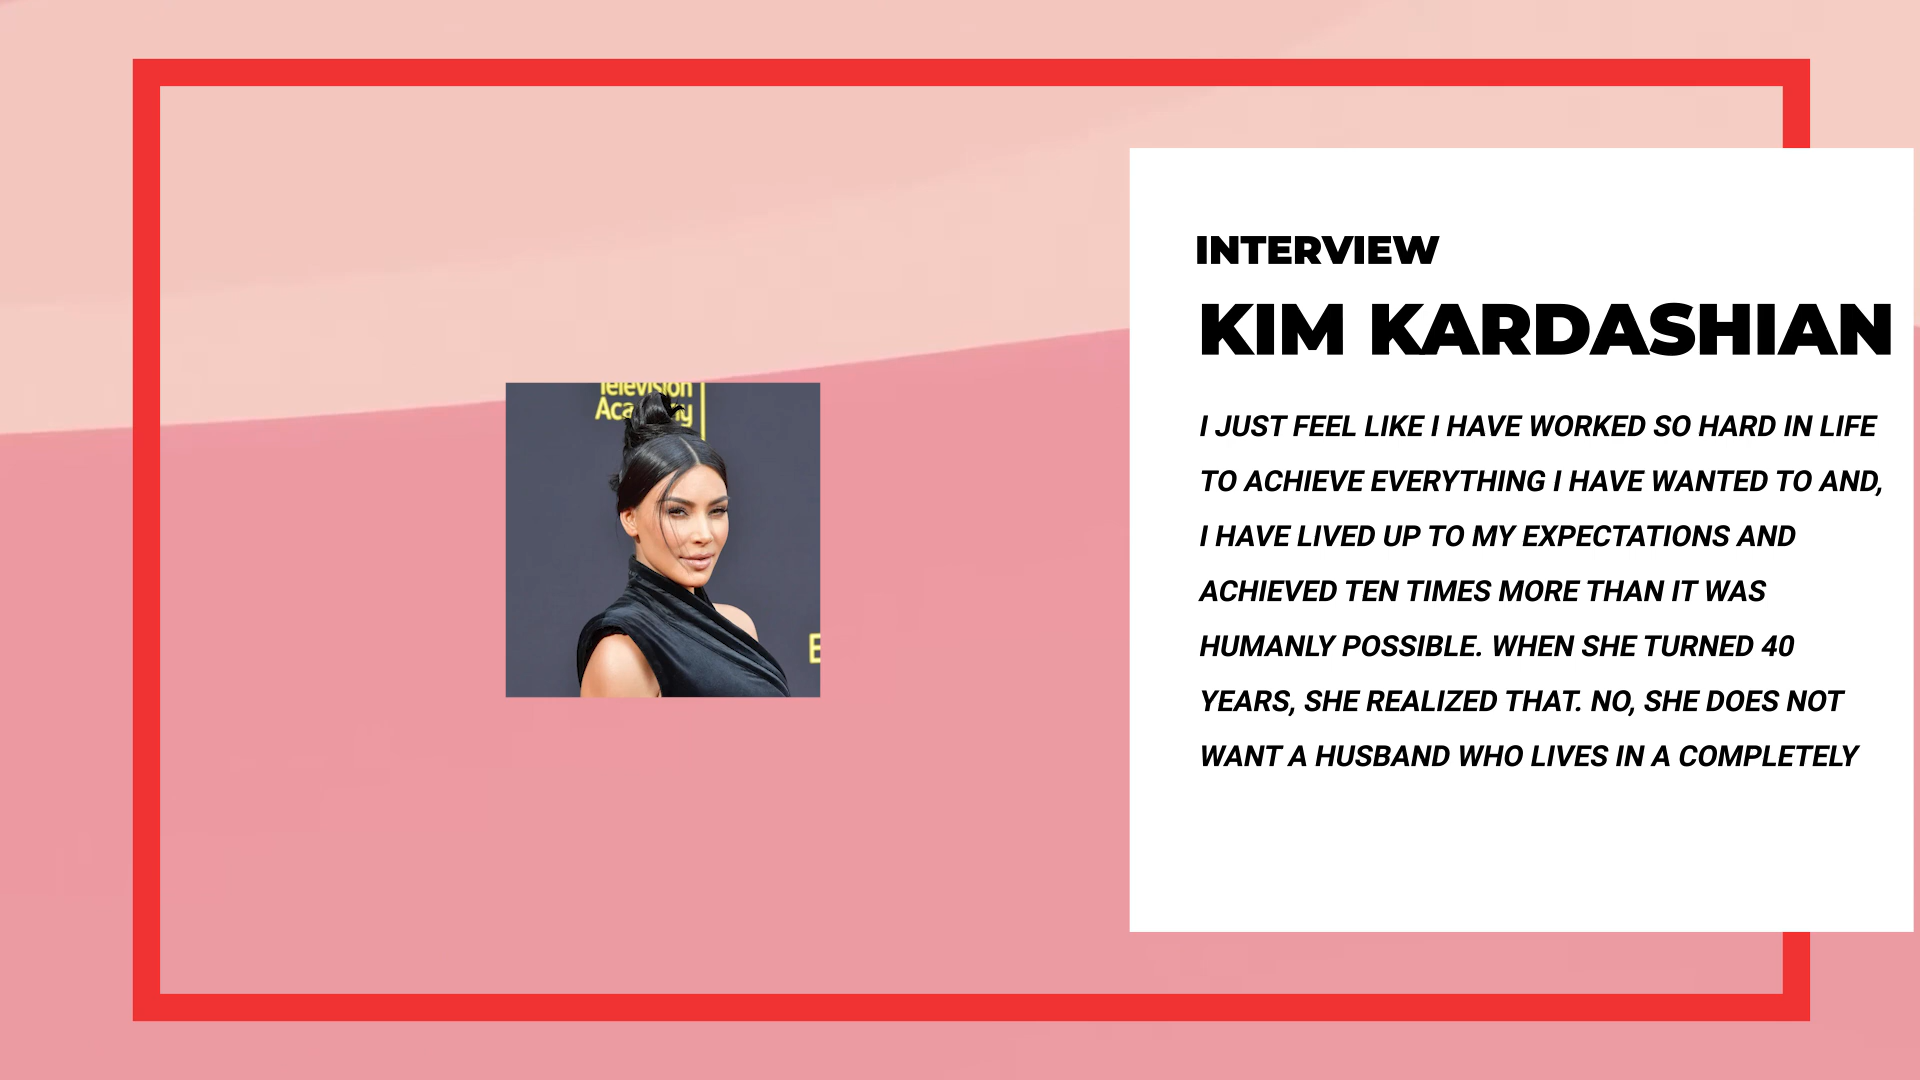 Television
Academy
E
INTERVIEW
KIM KARDASHIAN
I JUST FEEL LIKE I HAVE WORKED SO HARD IN LIFE
TO ACHIEVE EVERYTHING I HAVE WANTED TO AND,
I HAVE LIVED UP TO MY EXPECTATIONS AND
ACHIEVED TEN TIMES MORE THAN IT WAS
HUMANLY POSSIBLE. WHEN SHE TURNED 40
YEARS, SHE REALIZED THAT. NO, SHE DOES NOT
WANT A HUSBAND WHO LIVES IN A COMPLETELY